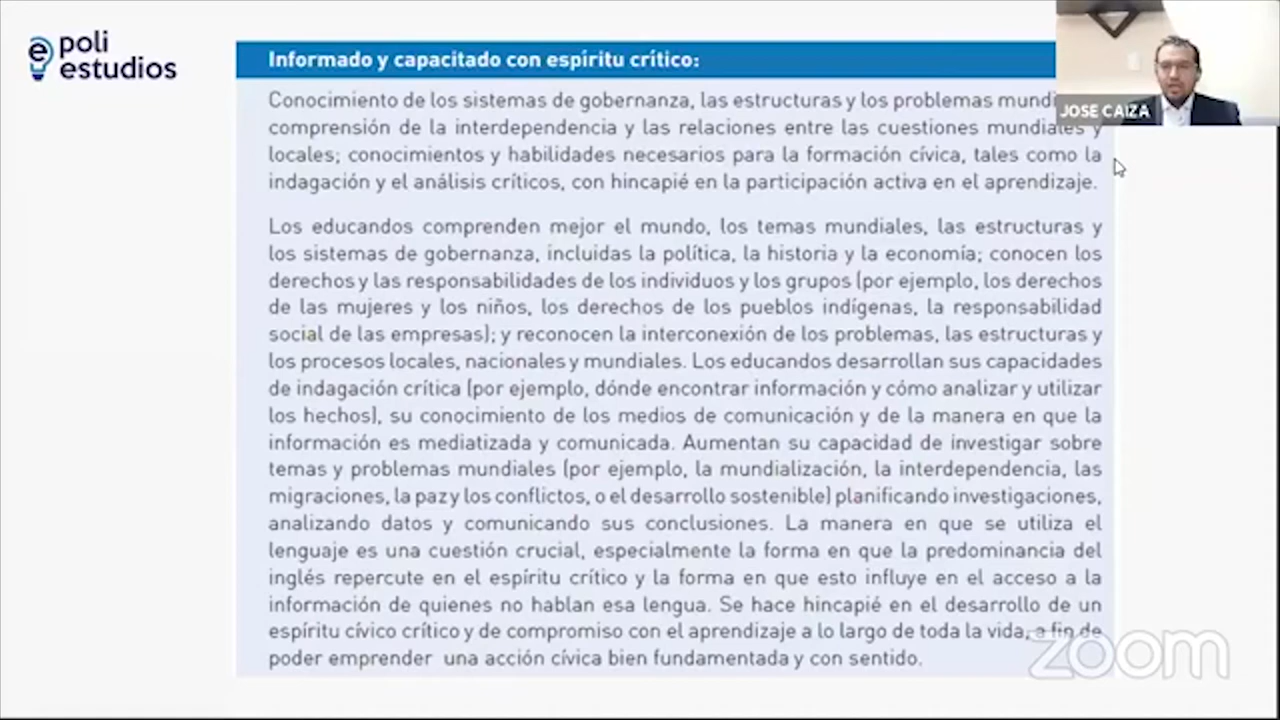 poli
estudios
Informado y capacitado con espíritu crítico:
JOSE CAIZA
Conocimiento de los sistemas de gobernanza, las estructuras y los problemas
comprensión de la interdependencia y las relaciones entre las cuestiones mundiales y
locales; conocimientos y habilidades necesarios para la formación cívica, tales como la
indagación y el análisis críticos, con hincapié en la participación activa en el aprendizaje.
Los educandos comprenden mejor el mundo, los temas mundiales, las estructuras y
los sistemas de gobernanza, incluidas la política, la historia y la economía; conocen los
derechos y las responsabilidades de los individuos y los grupos (por ejemplo, los derechos
de las mujeres y los niños, los derechos de los pueblos indígenas, la responsabilidad
social de las empresas); y reconocen la interconexión de los problemas, las estructuras y
los procesos locales, nacionales y mundiales. Los educandos desarrollan sus capacidades
de indagación crítica (por ejemplo, dónde encontrar información y cómo analizar y utilizar
los hechos), su conocimiento de los medios de comunicación y de la manera en que la
información es mediatizada y comunicada. Aumentan su capacidad de investigar sobre
temas y problemas mundiales (por ejemplo, la mundialización, la interdependencia, las
migraciones, la paz y los conflictos, o el desarrollo sostenible) planificando investigaciones,
analizando datos y comunicando sus conclusiones. La manera en que se utiliza el
lenguaje es una cuestión crucial, especialmente la forma en que la predominancia del
inglés repercute en el espíritu crítico y la forma en que esto influye en el acceso a la
información de quienes no hablan esa lengua. Se hace hincapié en el desarrollo de un
espíritu cívico crítico y de compromiso con el aprendizaje a lo largo de toda la vida, a fin de
poder emprender una acción cívica bien fundamentada y con sentido.
zoom